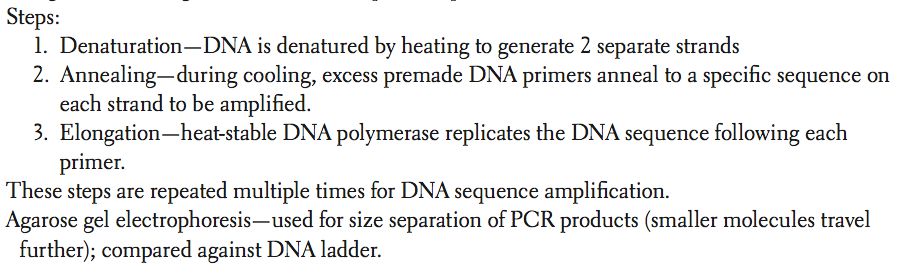 Steps:
1. Denaturation—DNA is denatured by heating to generate 2 separate strands
2. Annealing—during cooling, excess premade DNA primers anneal to a specific sequence on
each strand to be amplified.
3. Elongation—heat-stable DNA polymerase replicates the DNA sequence following each
primer.
These steps are repeated multiple times for DNA sequence amplification.
Agarose gel electrophoresis—used for size separation of PCR products (smaller molecules travel
further); compared against DNA ladder.